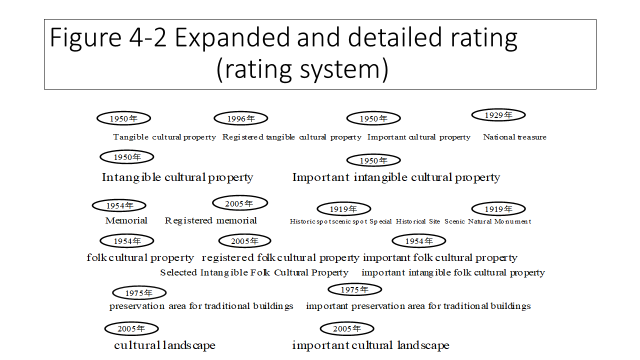 Figure 4-2 Expanded and detailed rating
(rating system)
1950年 1996年 1950年 1929年
Tangible cultural property Registered tangible cultural property Important cultural property National treasure
1950年 1950年
Intangible cultural property Important intangible cultural property
1954年 2005年 1919年 1919年
Memorial Registered memorial Historic spot scenic spot Special Historical Site Scenic Natural Monument
1954年 2005年 1954年
folk cultural property registered folk cultural property important folk cultural property
Selected Intangible Folk Cultural Property important intangible folk cultural property
1975年 1975年
preservation area for traditional buildings important preservation area for traditional buildings
2005年 2005年
cultural landscape important cultural landscape